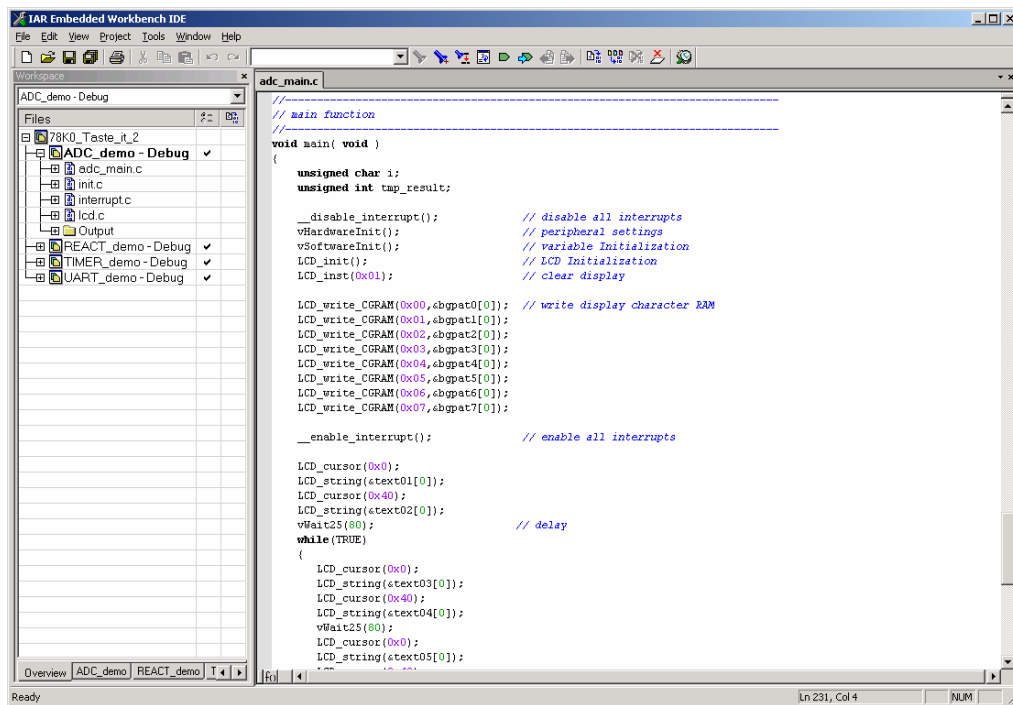 IAR Embedded Workbench IDE
File Edit View Project Tools Window Help
Workspace
ADC_demo - Debug
Files
78K0_Taste_it_2
ADC_demo - Debug
adc_main.c
init.c
interrupt.c
lcd.c
Output
REACT_demo - Debug
TIMER_demo - Debug
UART_demo - Debug
Overview ADC_demo REACT_demo T
adc_main.c
//------------------------------------------------------------------------------
// main function
//------------------------------------------------------------------------------
void main( void )
{
unsigned char i;
unsigned int tmp_result;
__disable_interrupt(); // disable all interrupts
vHardwareInit(); // peripheral settings
vSoftwareInit(); // variable Initialization
LCD_init(); // LCD Initialization
LCD_inst(0x01); // clear display
LCD_write_CGRAM(0x00,&bgpat0[0]); // write display character RAM
LCD_write_CGRAM(0x01,&bgpat1[0]);
LCD_write_CGRAM(0x02,&bgpat2[0]);
LCD_write_CGRAM(0x03,&bgpat3[0]);
LCD_write_CGRAM(0x04,&bgpat4[0]);
LCD_write_CGRAM(0x05,&bgpat5[0]);
LCD_write_CGRAM(0x06,&bgpat6[0]);
LCD_write_CGRAM(0x07,&bgpat7[0]);
__enable_interrupt(); // enable all interrupts
LCD_cursor(0x0);
LCD_string(&text01[0]);
LCD_cursor(0x40);
LCD_string(&text02[0]);
vWait25(80); // delay
while(TRUE)
{
LCD_cursor(0x0);
LCD_string(&text03[0]);
LCD_cursor(0x40);
LCD_string(&text04[0]);
vWait25(80);
LCD_cursor(0x0);
LCD_string(&text05[0]);
f()
Ready Ln 231, Col 4 NUM